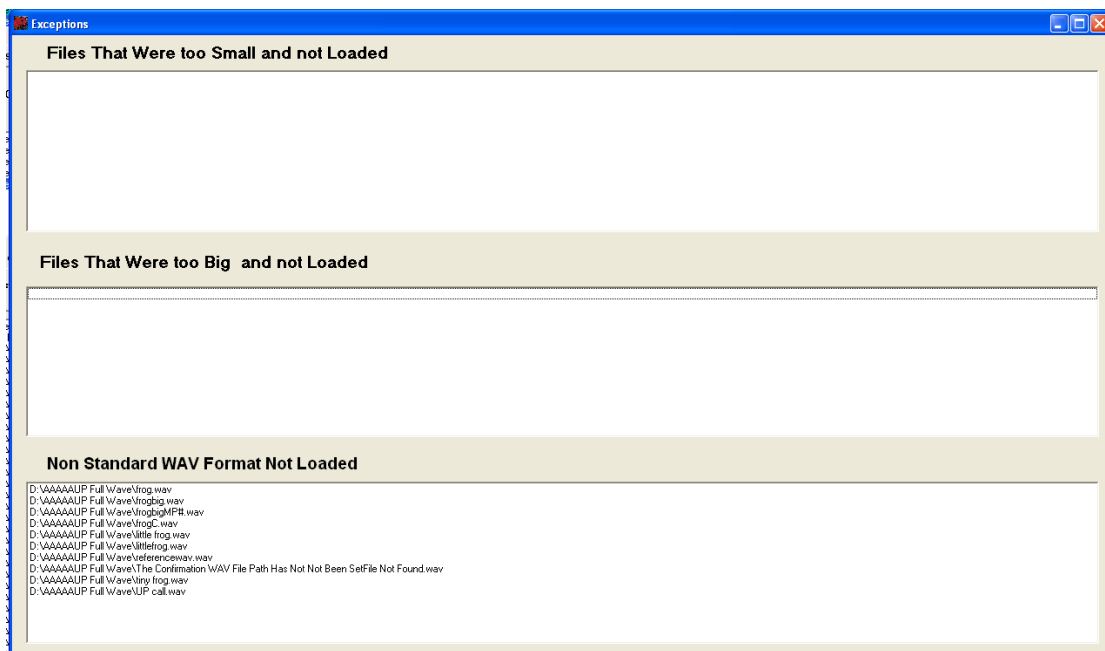 Exceptions
Files That Were too Small and not Loaded
Files That Were too Big  and not Loaded
Non Standard WAV Format Not Loaded
D:\AAAAAUP Full Wave\frog.wav
D:\AAAAAUP Full Wave\frogbig.wav
D:\AAAAAUP Full Wave\frogbigMP#.wav
D:\AAAAAUP Full Wave\frogC.wav
D:\AAAAAUP Full Wave\little frog.wav
D:\AAAAAUP Full Wave\littlefrog.wav
D:\AAAAAUP Full Wave\referencewav.wav
D:\AAAAAUP Full Wave\The Confirmation WAV File Path Has Not Not Been SetFile Not Found.wav
D:\AAAAAUP Full Wave\tiny frog.wav
D:\AAAAAUP Full Wave\UP call.wav